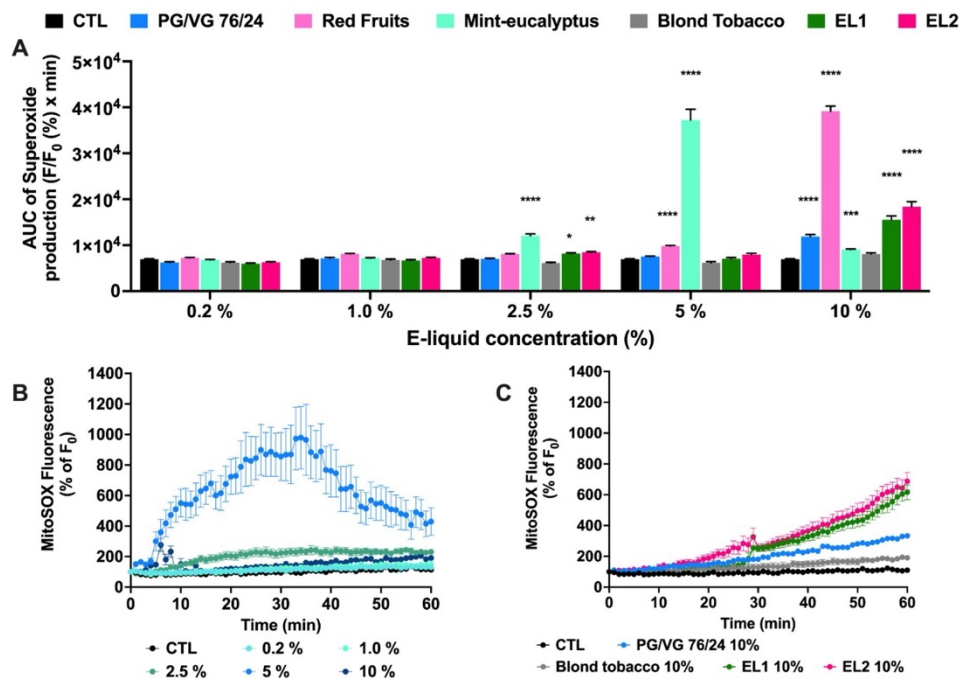 CTL PG/VG 76/24 Red Fruits Mint-eucalyptus Blond Tobacco EL1 EL2
A
AUC of Superoxide
production (F/F₀ (%) x min)
5×10⁴
4×10⁴
3×10⁴
2×10⁴
1×10⁴
0
**** **** **** * ** **** **** **** **** *** **** ****
0.2 % 1.0 % 2.5 % 5 % 10 %
E-liquid concentration (%)
B
MitoSOX Fluorescence
(% of F₀)
1400
1200
1000
800
600
400
200
0
0 10 20 30 40 50 60
Time (min)
CTL 0.2 % 1.0 %
2.5 % 5 % 10 %
C
MitoSOX Fluorescence
(% of F₀)
1400
1200
1000
800
600
400
200
0
0 10 20 30 40 50 60
Time (min)
CTL PG/VG 76/24 10%
Blond tobacco 10% EL1 10% EL2 10%